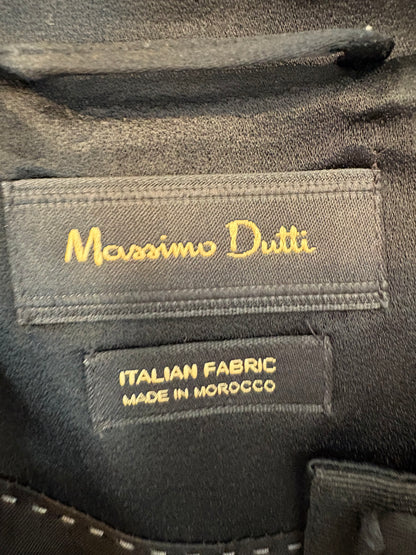 Massimo Dutti
ITALIAN FABRIC
MADE IN MOROCCO